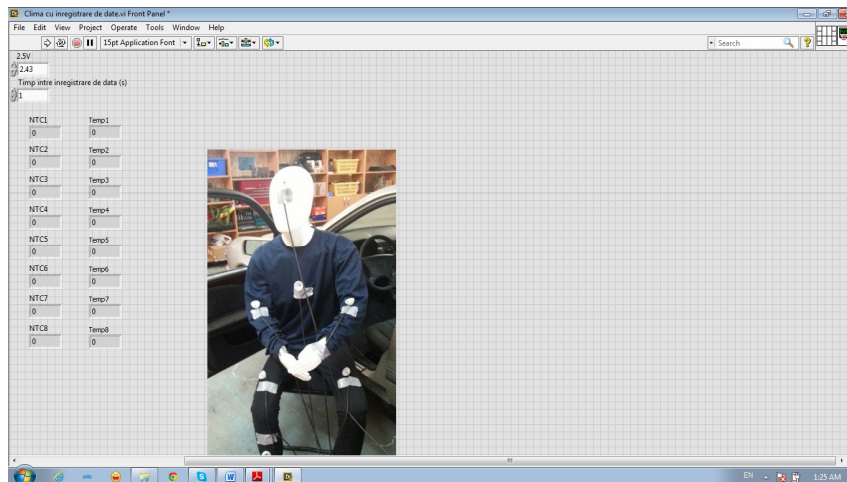 Clima cu inregistrare de date.vi Front Panel *
File Edit View Project Operate Tools Window Help
15pt Application Font
Search
2.5V
2.43
Timp intre inregistrare de data (s)
1
NTC1 Temp1
0 0
NTC2 Temp2
0 0
NTC3 Temp3
0 0
NTC4 Temp4
0 0
NTC5 Temp5
0 0
NTC6 Temp6
0 0
NTC7 Temp7
0 0
NTC8 Temp8
0 0
EN 1:25 AM